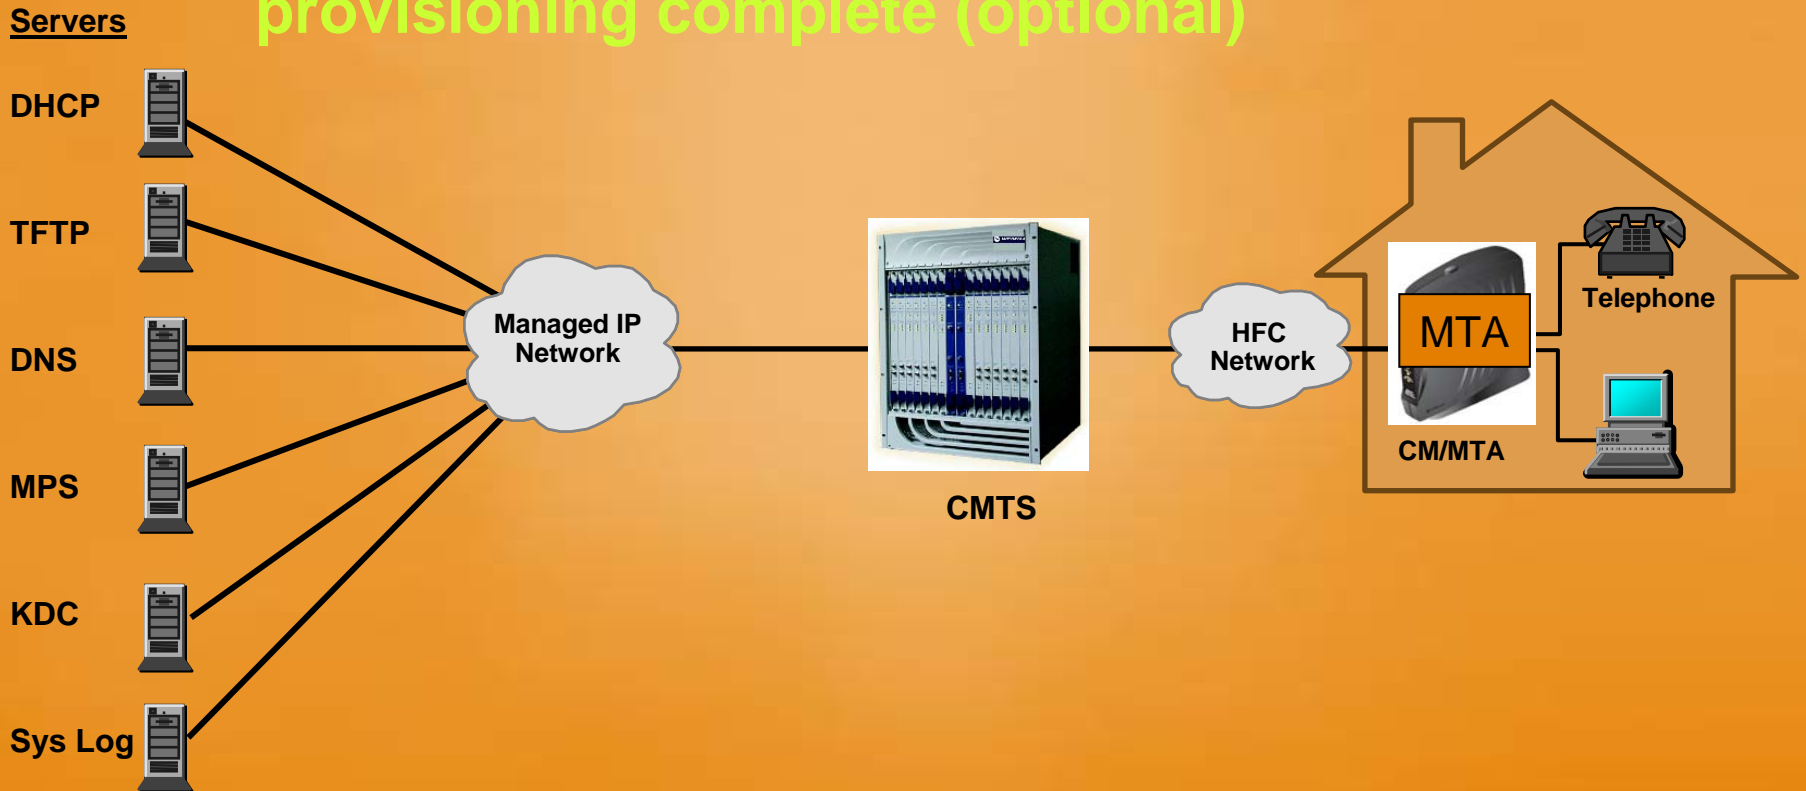 provisioning complete (optional)
Servers
DHCP
TFTP
DNS
MPS
KDC
Sys Log
Managed IP
Network
CMTS
HFC
Network
MTA
CM/MTA
Telephone